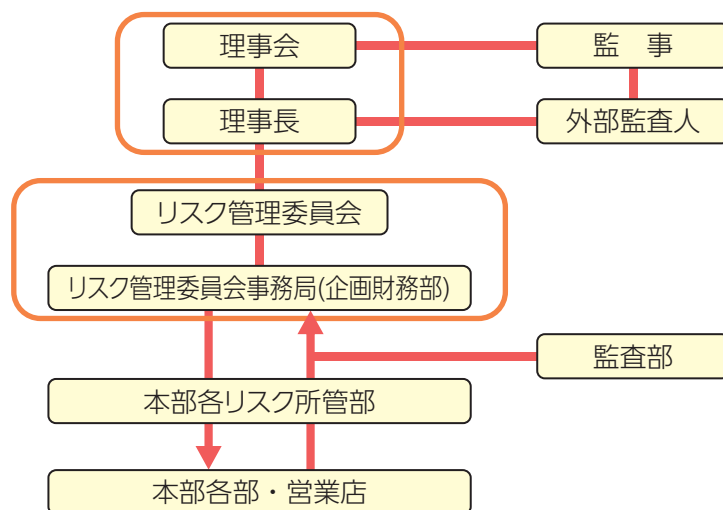 理事会
監　事
理事長
外部監査人
リスク管理委員会
リスク管理委員会事務局(企画財務部)
監査部
本部各リスク所管部
本部各部・営業店